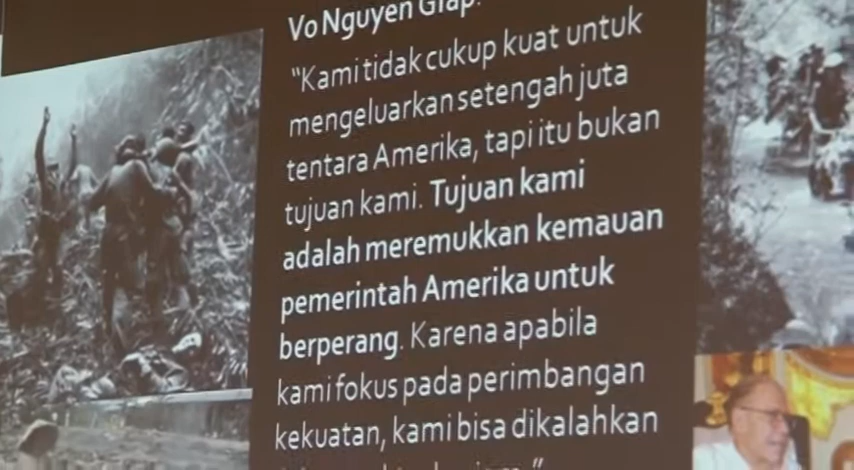 Vo Nguyen Giap:
“Kami tidak cukup kuat untuk
mengeluarkan setengah juta
tentara Amerika, tapi itu bukan
tujuan kami. Tujuan kami
adalah meremukkan kemauan
pemerintah Amerika untuk
berperang. Karena apabila
kami fokus pada perimbangan
kekuatan, kami bisa dikalahkan